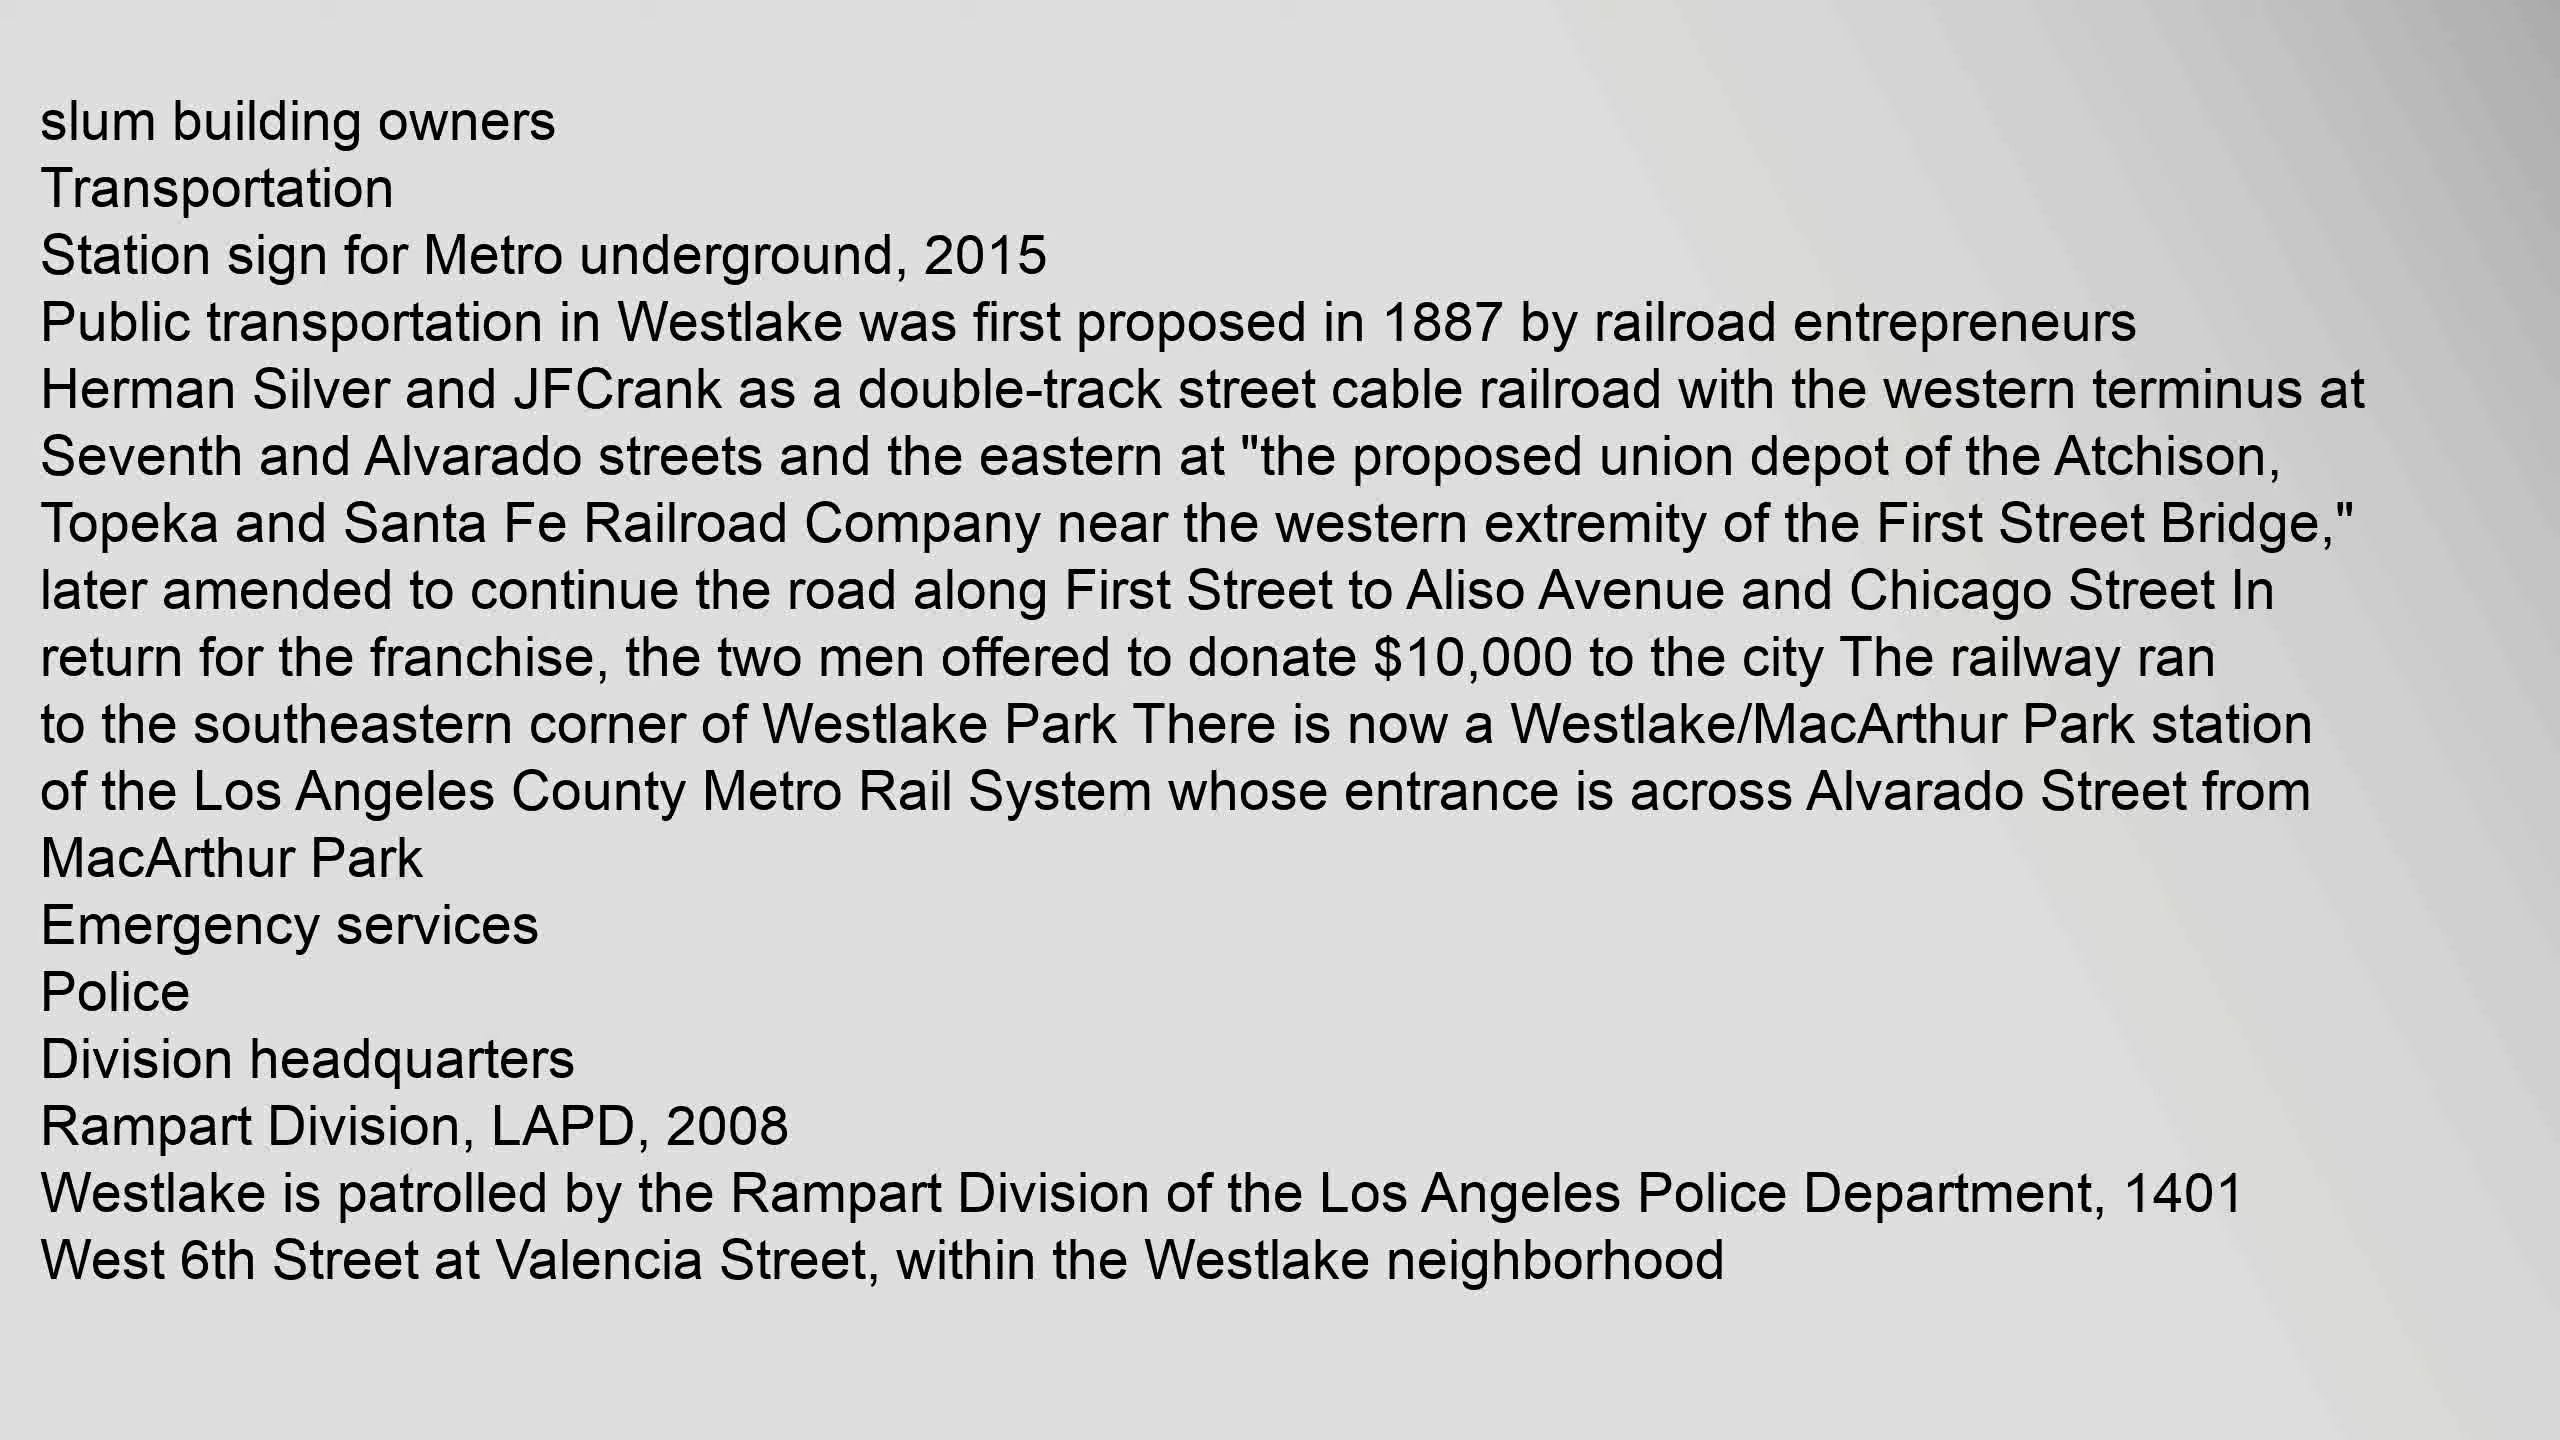 slum building owners
Transportation
Station sign for Metro underground, 2015
Public transportation in Westlake was first proposed in 1887 by railroad entrepreneurs
Herman Silver and JFCrank as a double-track street cable railroad with the western terminus at
Seventh and Alvarado streets and the eastern at "the proposed union depot of the Atchison,
Topeka and Santa Fe Railroad Company near the western extremity of the First Street Bridge,"
later amended to continue the road along First Street to Aliso Avenue and Chicago Street In
return for the franchise, the two men offered to donate $10,000 to the city The railway ran
to the southeastern corner of Westlake Park There is now a Westlake/MacArthur Park station
of the Los Angeles County Metro Rail System whose entrance is across Alvarado Street from
MacArthur Park
Emergency services
Police
Division headquarters
Rampart Division, LAPD, 2008
Westlake is patrolled by the Rampart Division of the Los Angeles Police Department, 1401
West 6th Street at Valencia Street, within the Westlake neighborhood